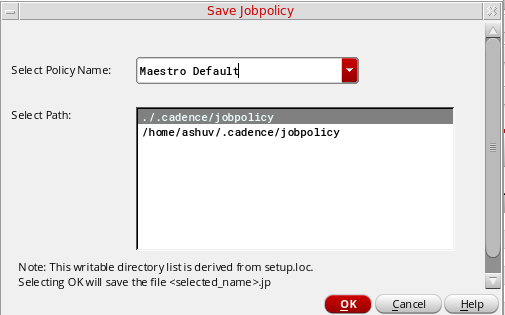 Save Jobpolicy
Select Policy Name:
Maestro Default
Select Path:
./.cadence/jobpolicy
/home/ashuv/.cadence/jobpolicy
Note: This writable directory list is derived from setup.loc.
Selecting OK will save the file <selected_name>.jp
OK
Cancel
Help